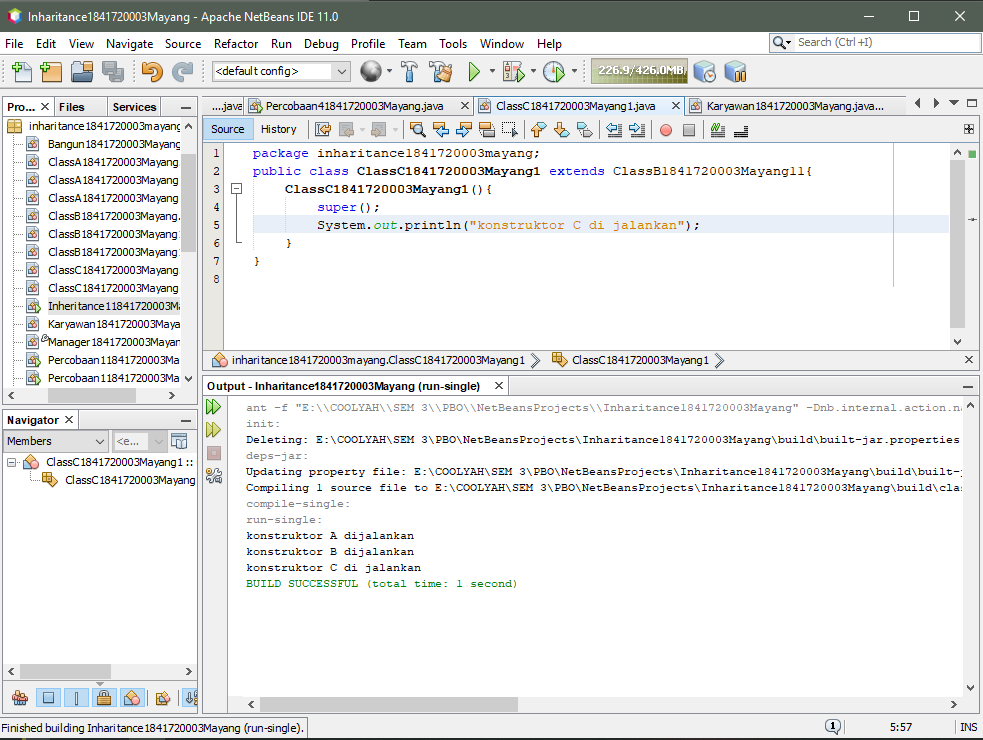 Inharitance1841720003Mayang - Apache NetBeans IDE 11.0
File Edit View Navigate Source Refactor Run Debug Profile Team Tools Window Help
Search (Ctrl+I)
<default config>
226.9/426.0MB
Pro... Files Services
inharitance1841720003mayang
Bangun1841720003Mayang
ClassA1841720003Mayang
ClassA1841720003Mayang
ClassA1841720003Mayang
ClassB1841720003Mayang.
ClassB1841720003Mayang
ClassB1841720003Mayang
ClassC1841720003Mayang.
ClassC1841720003Mayang
Inheritance11841720003Ma
Karyawan1841720003Maya
Manager1841720003Mayan
Percobaan11841720003Ma
Percobaan11841720003Ma
Navigator
Members
<e...
ClassC1841720003Mayang1 ::
ClassC1841720003Mayang
....java Percobaan41841720003Mayang.java ClassC1841720003Mayang1.java Karyawan1841720003Mayang.java...
Source History
1 package inharitance1841720003mayang;
2 public class ClassC1841720003Mayang1 extends ClassB1841720003Mayang11{
3 ClassC1841720003Mayang1(){
4 super();
5 System.out.println("konstruktor C di jalankan");
6 }
7 }
8
inharitance1841720003mayang.ClassC1841720003Mayang1 ClassC1841720003Mayang1
Output - Inharitance1841720003Mayang (run-single)
ant -f "E:\\COOLYAH\\SEM 3\\PBO\\NetBeansProjects\\Inharitance1841720003Mayang" -Dnb.internal.action.na
init:
Deleting: E:\COOLYAH\SEM 3\PBO\NetBeansProjects\Inharitance1841720003Mayang\build\built-jar.properties
deps-jar:
Updating property file: E:\COOLYAH\SEM 3\PBO\NetBeansProjects\Inharitance1841720003Mayang\build\built-j
Compiling 1 source file to E:\COOLYAH\SEM 3\PBO\NetBeansProjects\Inharitance1841720003Mayang\build\clas
compile-single:
run-single:
konstruktor A dijalankan
konstruktor B dijalankan
konstruktor C di jalankan
BUILD SUCCESSFUL (total time: 1 second)
Finished building Inharitance1841720003Mayang (run-single).
1
5:57 INS